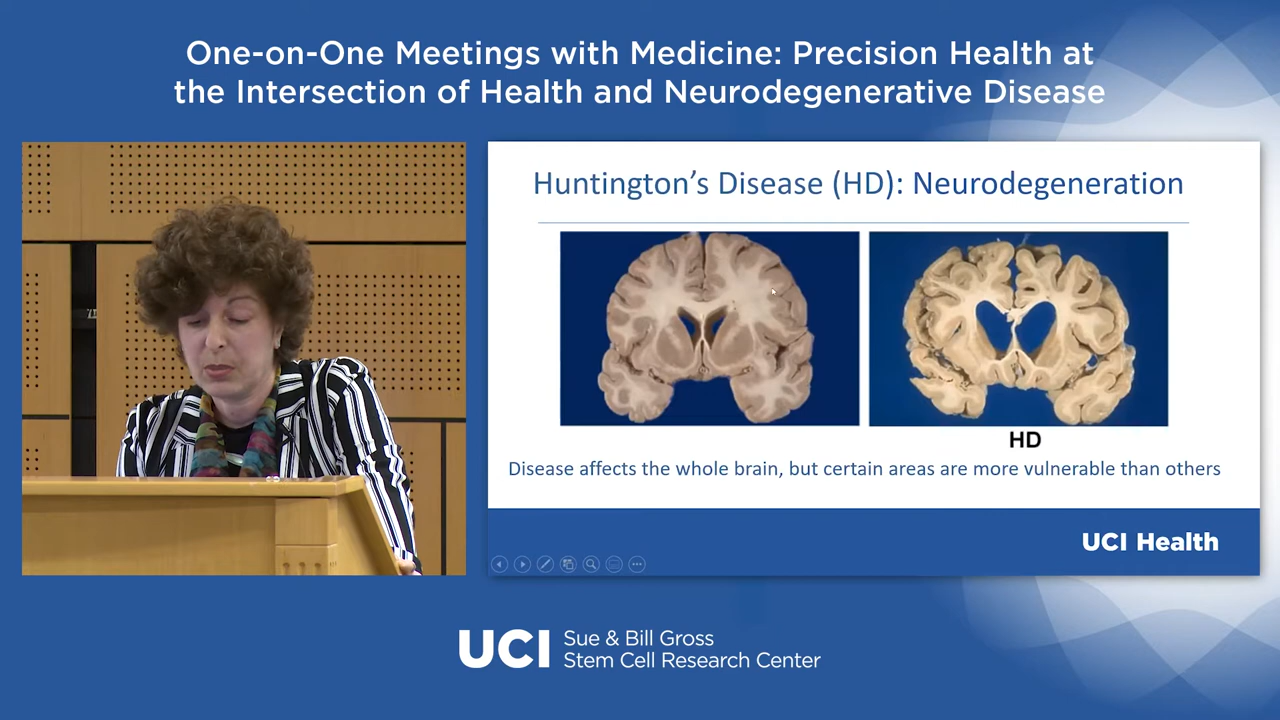 One-on-One Meetings with Medicine: Precision Health at
the Intersection of Health and Neurodegenerative Disease
Huntington's Disease (HD): Neurodegeneration
HD
Disease affects the whole brain, but certain areas are more vulnerable than others
UCI Health
UCI Sue & Bill Gross
Stem Cell Research Center